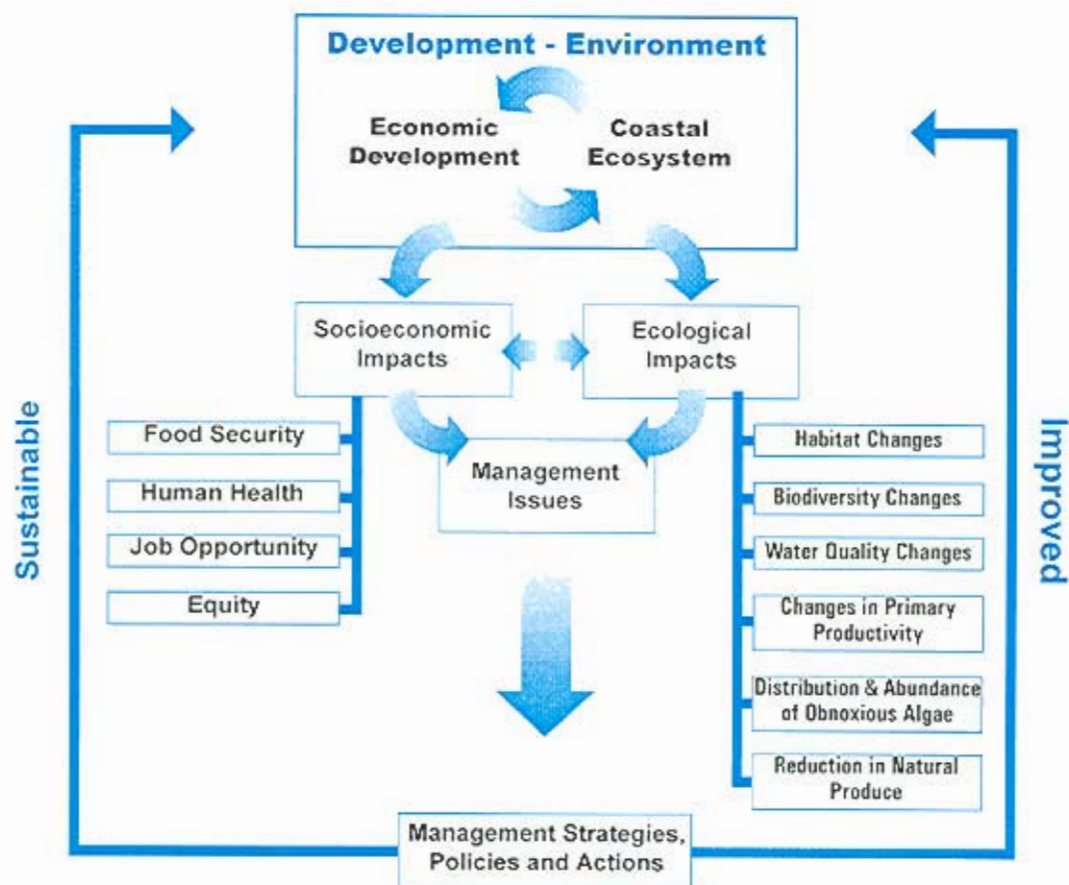 Development - Environment
Economic
Development
Coastal
Ecosystem
Socioeconomic
Impacts
Ecological
Impacts
Food Security
Human Health
Job Opportunity
Equity
Management
Issues
Habitat Changes
Biodiversity Changes
Water Quality Changes
Changes in Primary
Productivity
Distribution & Abundance
of Obnoxious Algae
Reduction in Natural
Produce
Sustainable
Improved
Management Strategies,
Policies and Actions